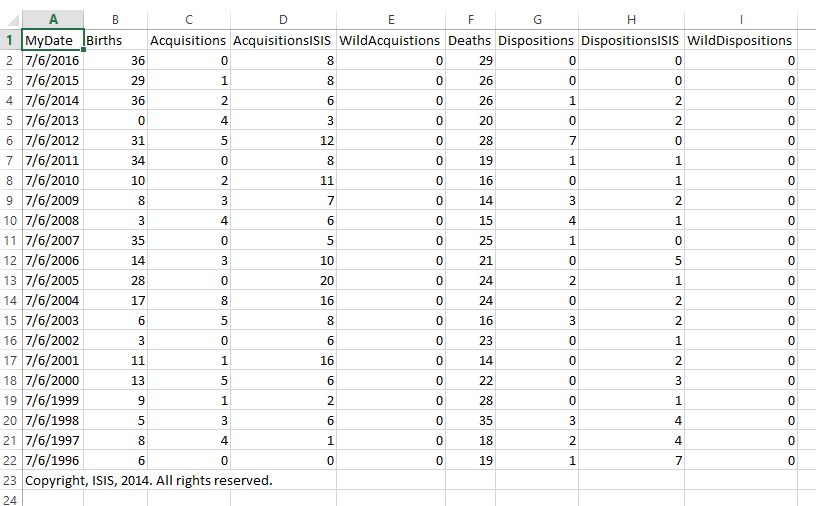 A B C D E F G H I
1 MyDate Births Acquisitions AcquisitionsISIS WildAcquistions Deaths Dispositions DispositionsISIS WildDispositions
2 7/6/2016 36 0 8 0 29 0 0 0
3 7/6/2015 29 1 8 0 26 0 0 0
4 7/6/2014 36 2 6 0 26 1 2 0
5 7/6/2013 0 4 3 0 20 0 2 0
6 7/6/2012 31 5 12 0 28 7 0 0
7 7/6/2011 34 0 8 0 19 1 1 0
8 7/6/2010 10 2 11 0 16 0 1 0
9 7/6/2009 8 3 7 0 14 3 2 0
10 7/6/2008 3 4 6 0 15 4 1 0
11 7/6/2007 35 0 5 0 25 1 0 0
12 7/6/2006 14 3 10 0 21 0 5 0
13 7/6/2005 28 0 20 0 24 2 1 0
14 7/6/2004 17 8 16 0 24 0 2 0
15 7/6/2003 6 5 8 0 16 3 2 0
16 7/6/2002 3 0 6 0 23 0 1 0
17 7/6/2001 11 1 16 0 14 0 2 0
18 7/6/2000 13 5 6 0 22 0 3 0
19 7/6/1999 9 1 2 0 28 0 1 0
20 7/6/1998 5 3 6 0 35 3 4 0
21 7/6/1997 8 4 1 0 18 2 4 0
22 7/6/1996 6 0 0 0 19 1 7 0
23 Copyright, ISIS, 2014. All rights reserved.
24